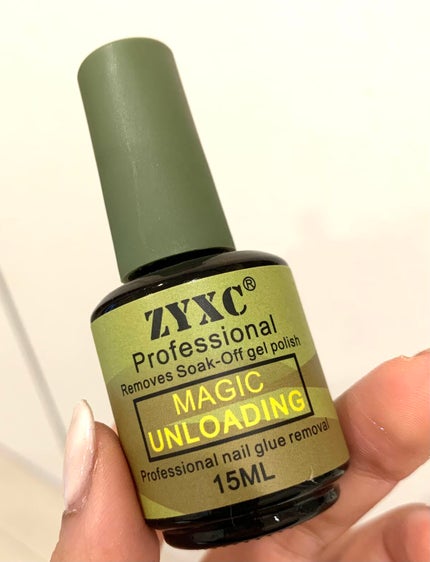 ZYXC®
Professional
Removes Soak-Off gel polish
MAGIC
UNLOADING
Professional nail glue removal
15ML